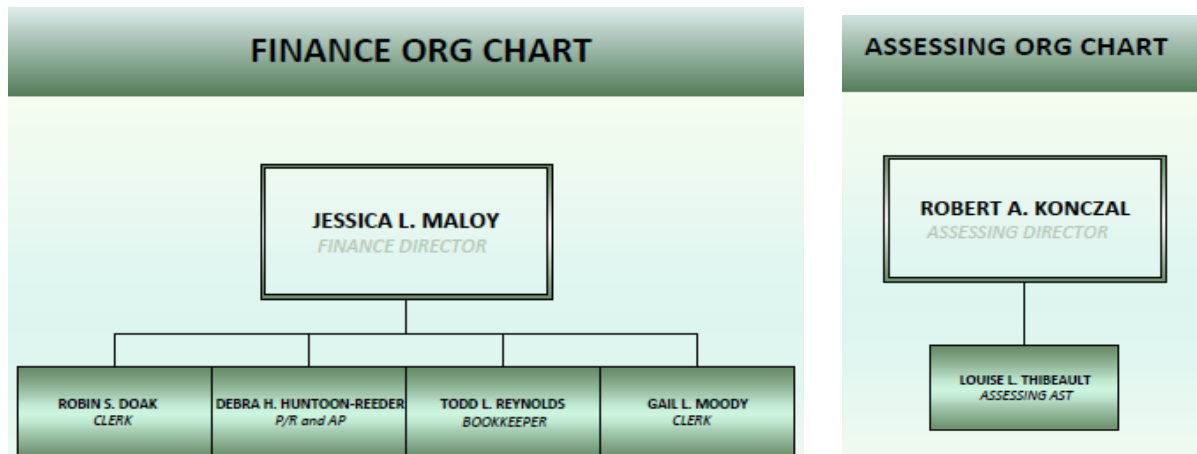 FINANCE ORG CHART
JESSICA L. MALOY
FINANCE DIRECTOR
ROBIN S. DOAK
CLERK
DEBRA H. HUNTOON-REEDER
P/R and AP
TODD L. REYNOLDS
BOOKKEEPER
GAIL L. MOODY
CLERK
ASSESSING ORG CHART
ROBERT A. KONCZAL
ASSESSING DIRECTOR
LOUISE L. THIBEAULT
ASSESSING AST